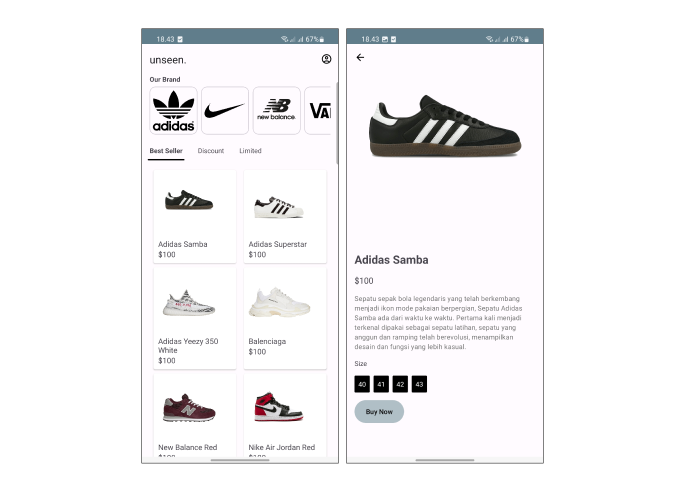 18.43
67%
unseen.
Our Brand
adidas
new balance
VA
Best Seller
Discount
Limited
Adidas Samba
$100
Adidas Superstar
$100
Adidas Yeezy 350
White
$100
Balenciaga
$100
New Balance Red
Nike Air Jordan Red
18.43
67%
Adidas Samba
$100
Sepatu sepak bola legendaris yang telah berkembang
menjadi ikon mode pakaian berpergian, Sepatu Adidas
Samba ada dari waktu ke waktu. Pertama kali menjadi
terkenal dipakai sebagai sepatu latihan, sepatu yang
anggun dan ramping telah berevolusi, menampilkan
desain dan fungsi yang lebih kasual.
Size
40 41 42 43
Buy Now